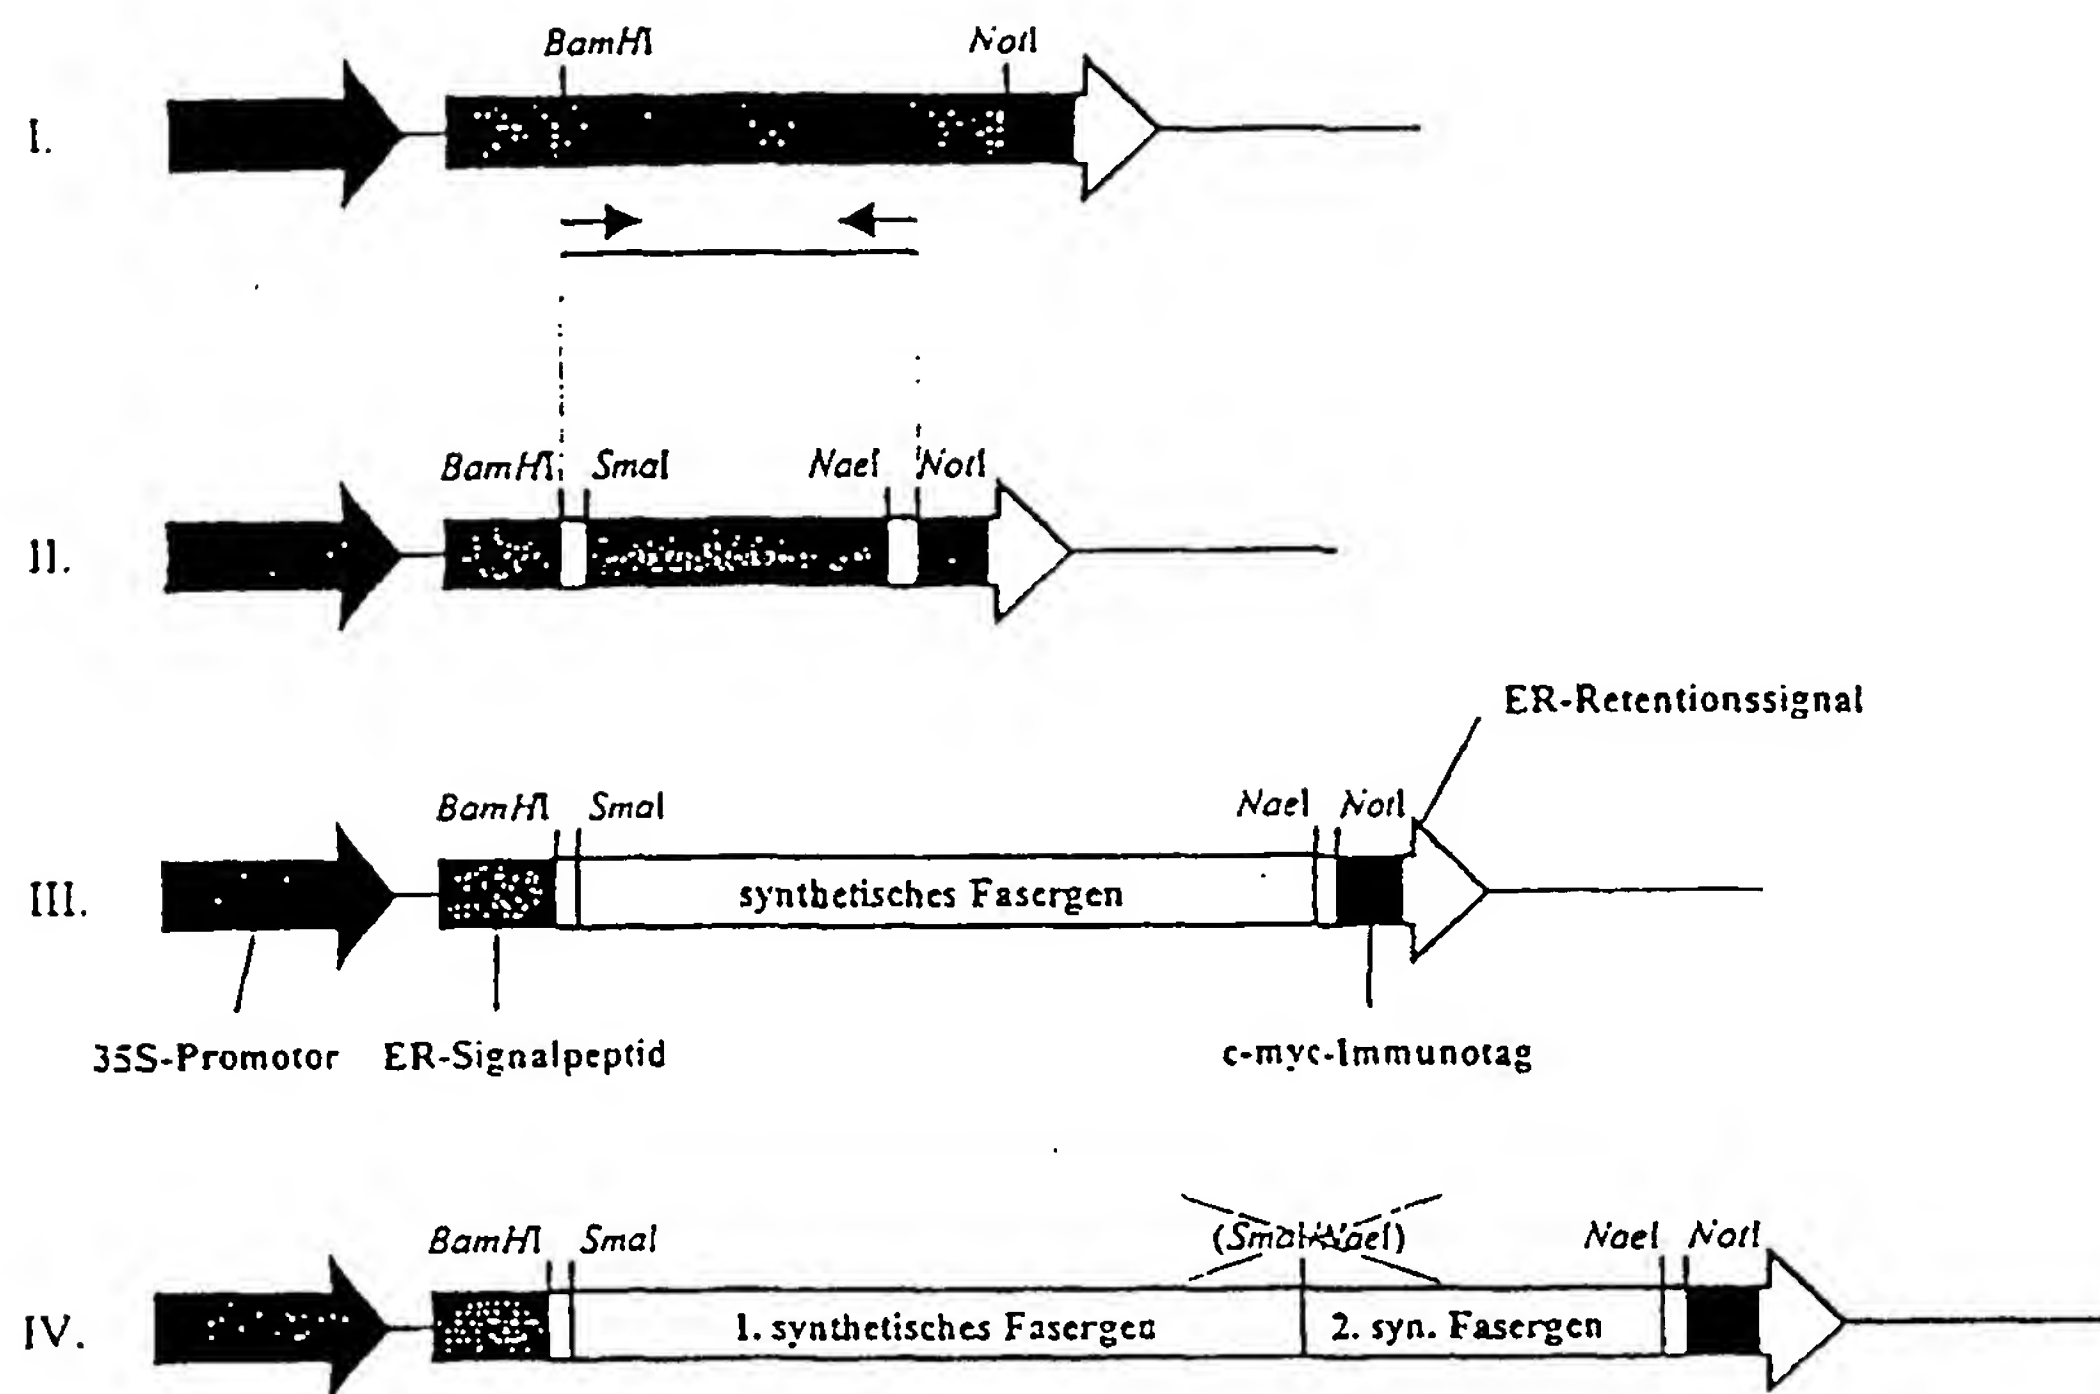 BamHI NotI
I.
BamHI SmaI NaeI NotI
II.
ER-Retentionssignal
BamHI SmaI NaeI NotI
III. synthetisches Fasergen
35S-Promotor ER-Signalpeptid c-myc-Immunotag
BamHI SmaI (SmaI/NaeI) NaeI NotI
IV. 1. synthetisches Fasergen 2. syn. Fasergen